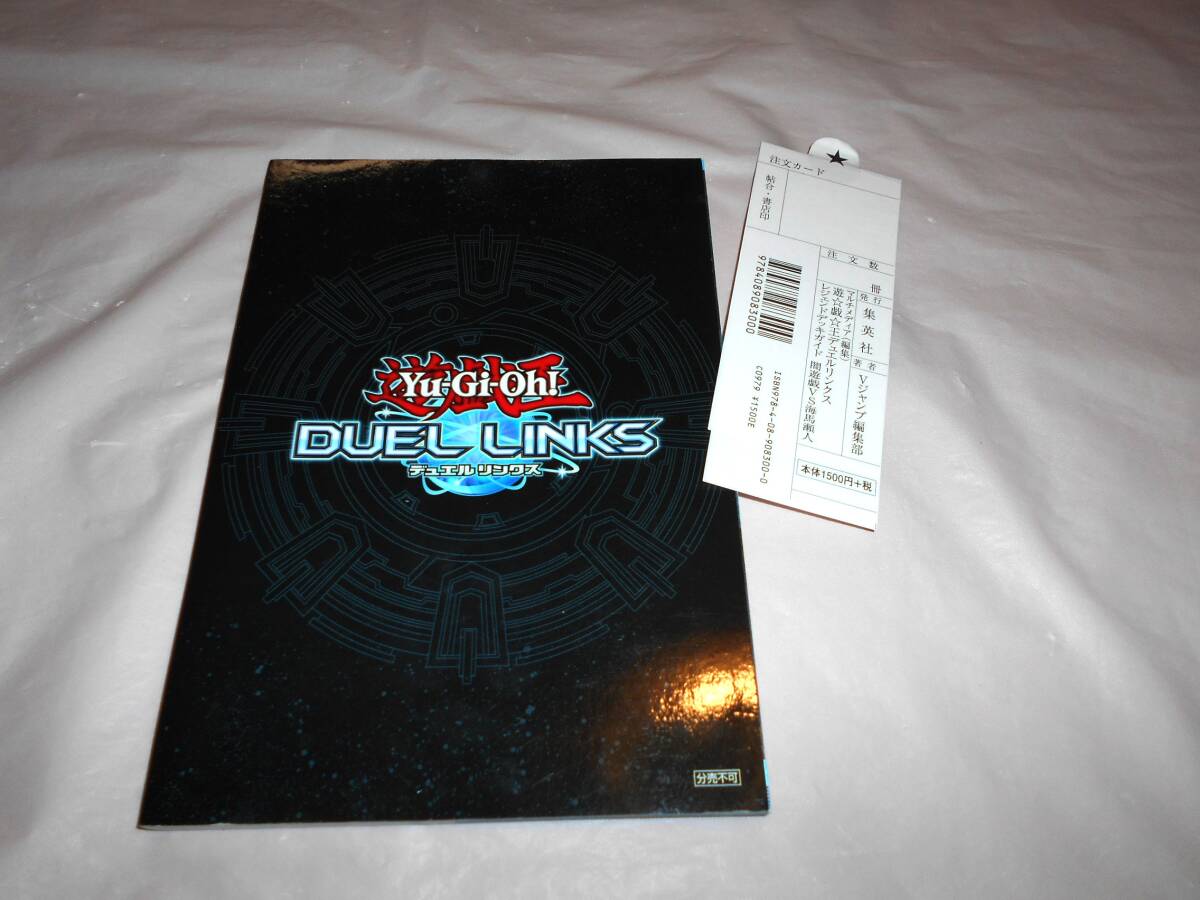 遊戯王
Yu-Gi-Oh!
DUEL LINKS
デュエル リンクス
分売不可
★
注文カード
帖合・書店印
注文数
冊
発行
集英社
著者
Vジャンプ編集部
マルチメディア(編集)
遊☆戯☆王デュエルリンクス
レジェンドデッキガイド 闇遊戯VS海馬瀬人
9784089083000
ISBN978-4-08-908300-0
C0979 ¥1500E
本体1500円+税